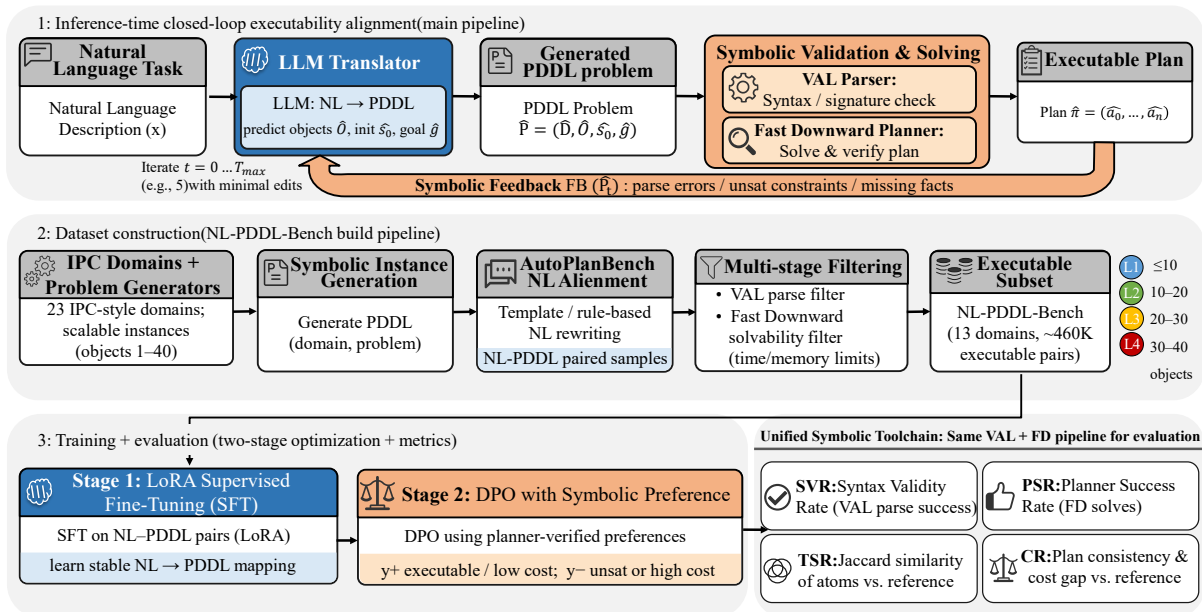 1: Inference-time closed-loop executability alignment(main pipeline)
Natural
Language Task
Natural Language
Description (x)
LLM Translator
LLM: NL → PDDL
predict objects Ô, init ŝ₀, goal ĝ
Generated
PDDL problem
PDDL Problem
P̂ = (D̂, Ô, ŝ₀, ĝ)
Symbolic Validation & Solving
VAL Parser:
Syntax / signature check
Fast Downward Planner:
Solve & verify plan
Executable Plan
Plan π̂ = (â₀, ..., âₙ)
Iterate t = 0 ...Tmax
(e.g., 5)with minimal edits
Symbolic Feedback FB (P̂t) : parse errors / unsat constraints / missing facts
2: Dataset construction(NL-PDDL-Bench build pipeline)
IPC Domains +
Problem Generators
23 IPC-style domains;
scalable instances
(objects 1–40)
Symbolic Instance
Generation
Generate PDDL
(domain, problem)
AutoPlanBench
NL Alienment
Template / rule-based
NL rewriting
NL-PDDL paired samples
Multi-stage Filtering
• VAL parse filter
• Fast Downward
solvability filter
(time/memory limits)
Executable
Subset
NL-PDDL-Bench
(13 domains, ~460K
executable pairs)
L1 ≤10
L2 10–20
L3 20–30
L4 30–40
objects
3: Training + evaluation (two-stage optimization + metrics)
Stage 1: LoRA Supervised
Fine-Tuning (SFT)
SFT on NL–PDDL pairs (LoRA)
learn stable NL → PDDL mapping
Stage 2: DPO with Symbolic Preference
DPO using planner-verified preferences
y+ executable / low cost; y− unsat or high cost
Unified Symbolic Toolchain: Same VAL + FD pipeline for evaluation
SVR:Syntax Validity
Rate (VAL parse success)
PSR:Planner Success
Rate (FD solves)
TSR:Jaccard similarity
of atoms vs. reference
CR:Plan consistency &
cost gap vs. reference